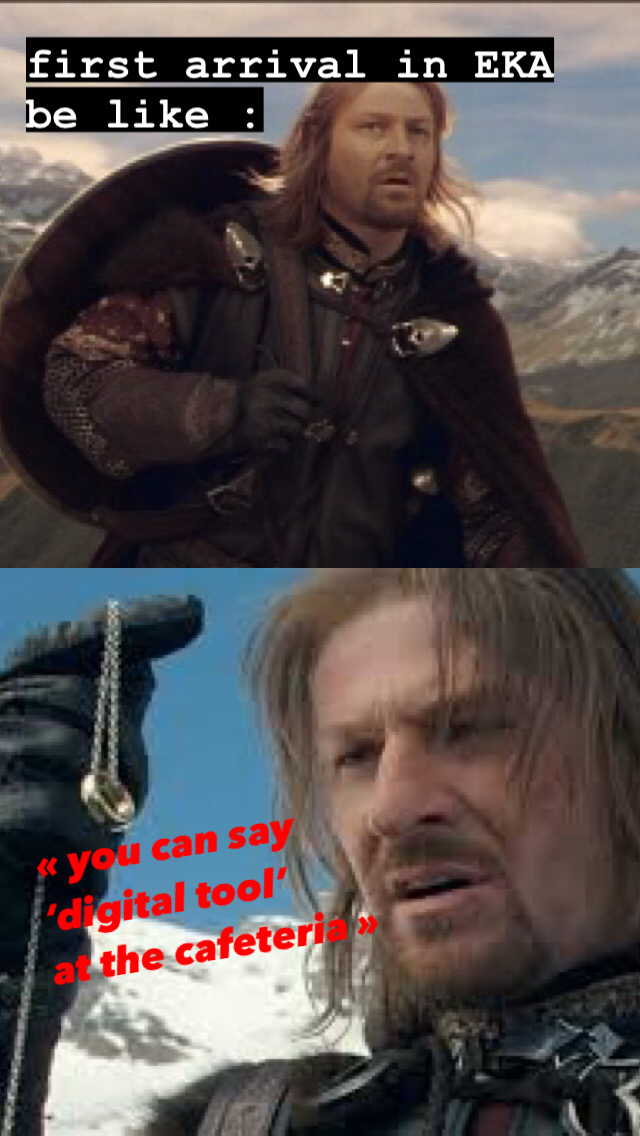 first arrival in EKA
be like :
« you can say
‘digital tool’
at the cafeteria »